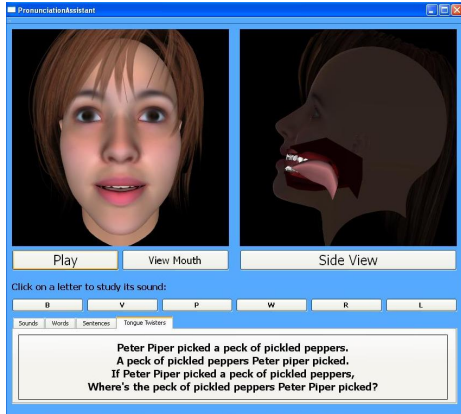 PronunciationAssistant
Play
View Mouth
Side View
Click on a letter to study its sound:
B V P W R L
Sounds Words Sentences Tongue Twisters
Peter Piper picked a peck of pickled peppers.
A peck of pickled peppers Peter piper picked.
If Peter Piper picked a peck of pickled peppers,
Where's the peck of pickled peppers Peter Piper picked?